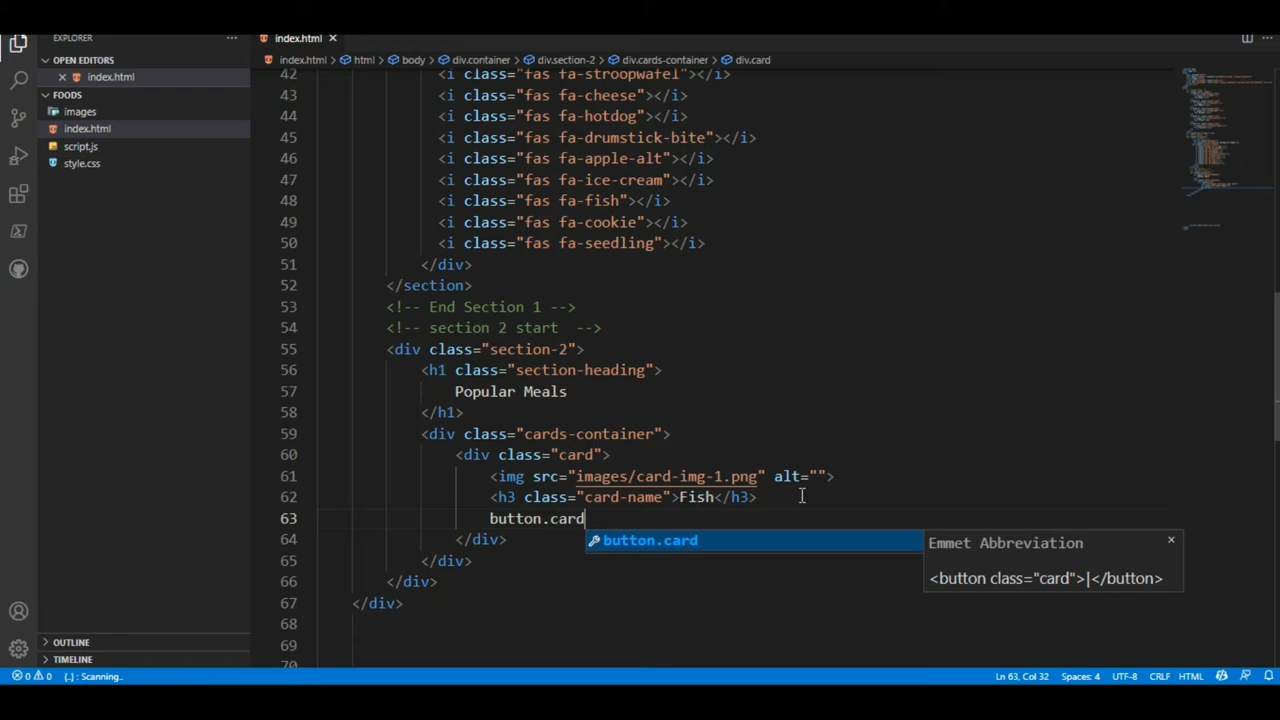 EXPLORER
···
index.html ×
···
OPEN EDITORS
× index.html
FOODS
images
index.html
script.js
style.css
index.html > html > body > div.container > div.section-2 > div.cards-container > div.card
42 <i class="fas fa-stroopwafel"></i>
43 <i class="fas fa-cheese"></i>
44 <i class="fas fa-hotdog"></i>
45 <i class="fas fa-drumstick-bite"></i>
46 <i class="fas fa-apple-alt"></i>
47 <i class="fas fa-ice-cream"></i>
48 <i class="fas fa-fish"></i>
49 <i class="fas fa-cookie"></i>
50 <i class="fas fa-seedling"></i>
51 </div>
52 </section>
53 <!-- End Section 1 -->
54 <!-- section 2 start  -->
55 <div class="section-2">
56 <h1 class="section-heading">
57 Popular Meals
58 </h1>
59 <div class="cards-container">
60 <div class="card">
61 <img src="images/card-img-1.png" alt="">
62 <h3 class="card-name">Fish</h3>
63 button.card
64 </div>
65 </div>
66 </div>
67 </div>
68
69
70
button.card
Emmet Abbreviation ×
<button class="card">|</button>
OUTLINE
TIMELINE
0 0 {..} : Scanning.. Ln 63, Col 32 Spaces: 4 UTF-8 CRLF HTML